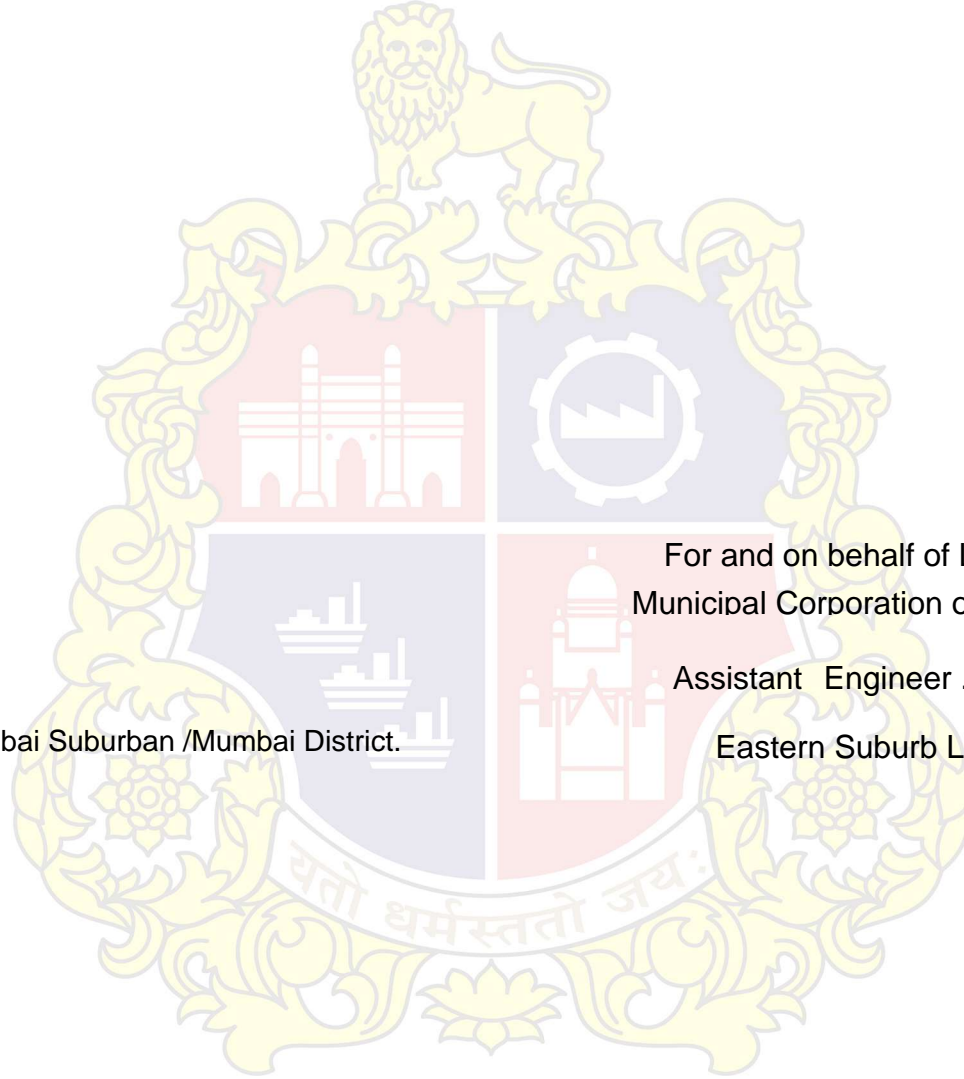 For and on behalf of
Municipal Corporation
Assistant Engineer
bai Suburban /Mumbai District.
Eastern Suburb
यतो धर्मस्ततो जय: